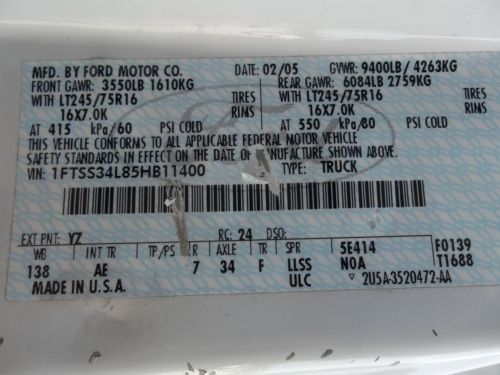 MFD. BY FORD MOTOR CO. DATE: 02/05 GVWR: 9400LB / 4263KG
FRONT GAWR: 3550LB 1610KG REAR GAWR: 6084LB 2759KG
WITH LT245/75R16 TIRES WITH LT245/75R16 TIRES
16X7.0K RIMS 16X7.0K RIMS
AT 415 kPa/60 PSI COLD AT 550 kPa/80 PSI COLD
THIS VEHICLE CONFORMS TO ALL APPLICABLE FEDERAL MOTOR VEHICLE
SAFETY STANDARDS IN EFFECT ON THE DATE OF MANUFACTURE SHOWN ABOVE.
VIN: 1FTSS34L85HB11400 TYPE: TRUCK
EXT PNT: YZ RC: 24 DSO:
WB INT TR TP/PS R AXLE TR SPR 5E414 F0139
138 AE 7 34 F LLSS N0A T1688
MADE IN U.S.A. ULC 2U5A-3520472-AA